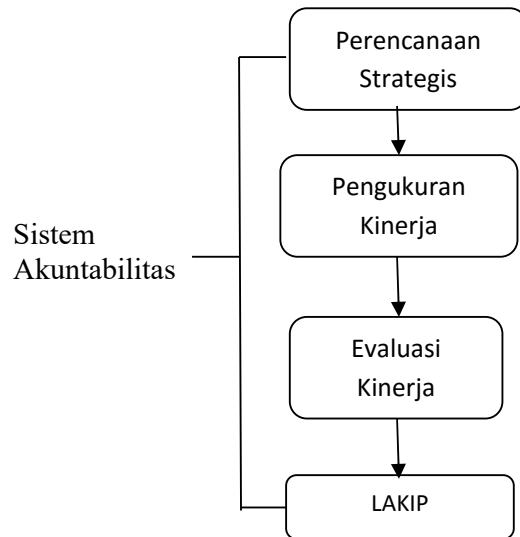 Perencanaan
Strategis
Pengukuran
Kinerja
Sistem
Akuntabilitas
Evaluasi
Kinerja
LAKIP